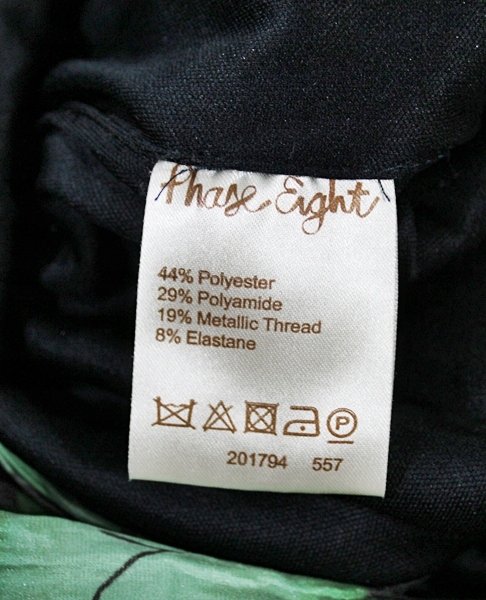 Phase Eight
44% Polyester
29% Polyamide
19% Metallic Thread
8% Elastane
P
201794 557